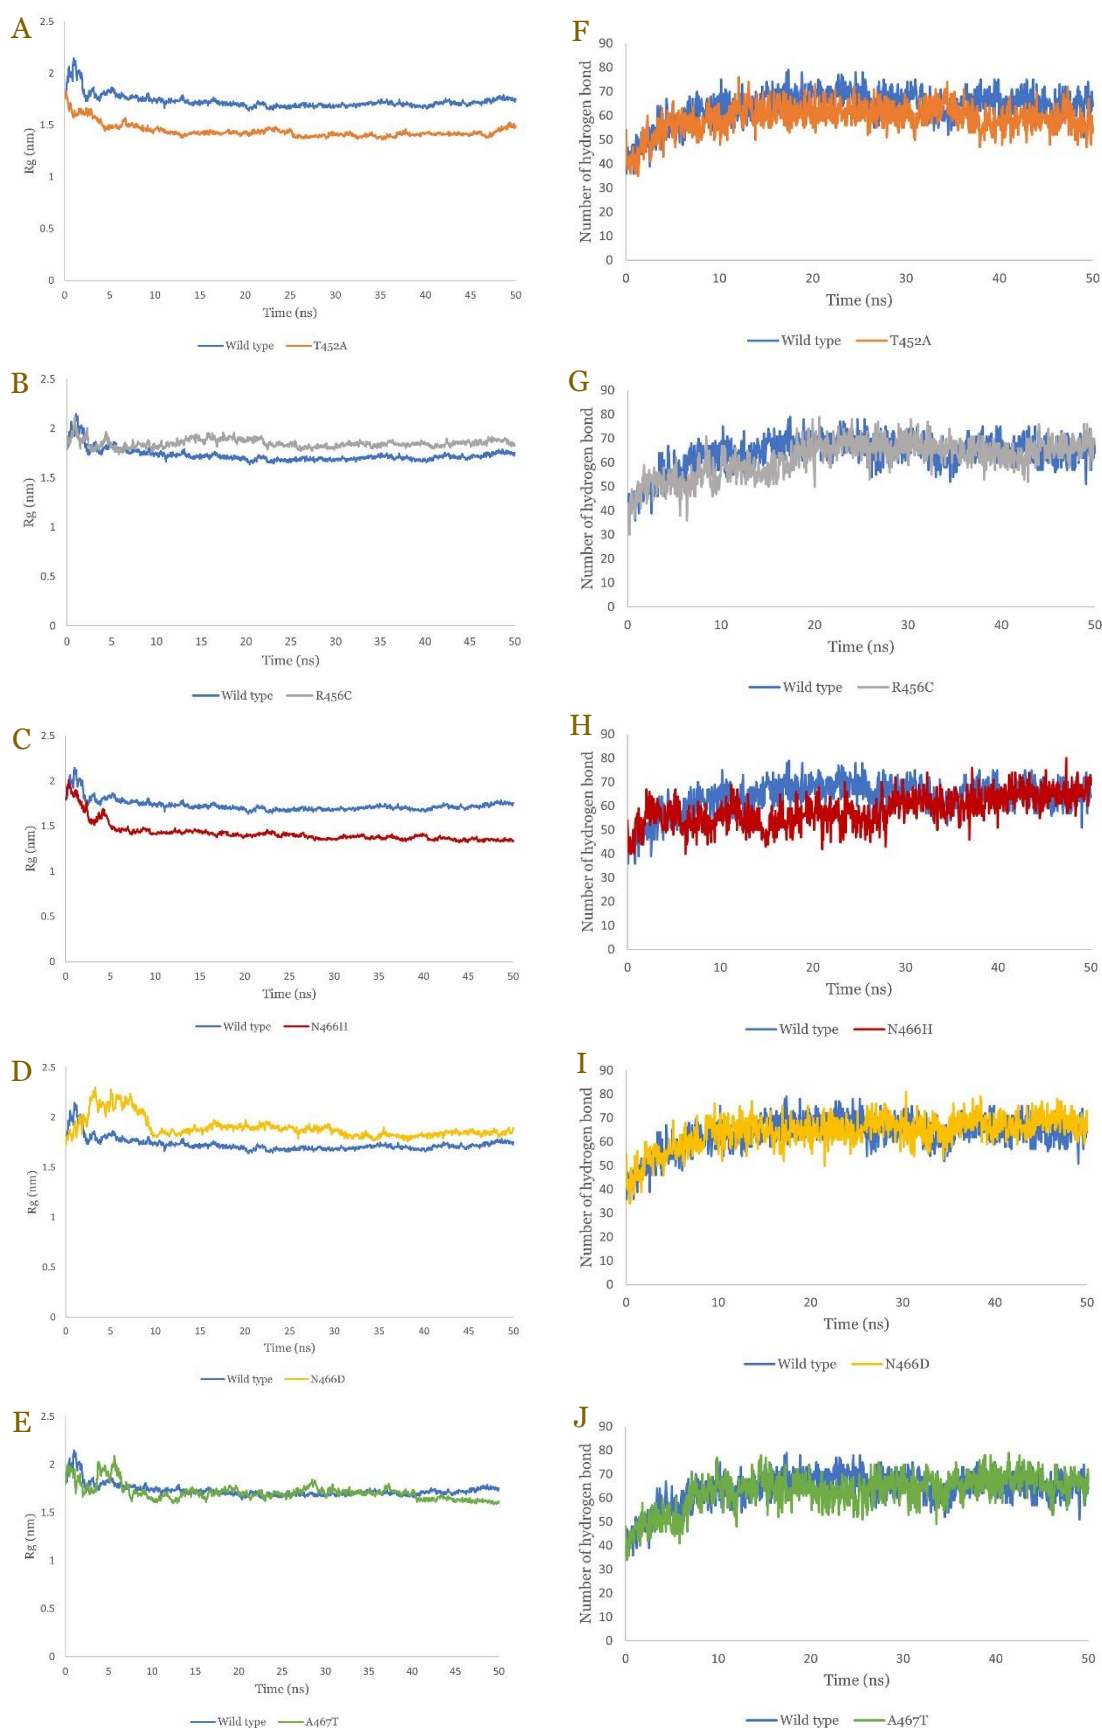 A
2.5
2
1.5
1
0.5
0
Rg (nm)
0 5 10 15 20 25 30 35 40 45 50
Time (ns)
Wild type T452A
F
90
80
70
60
50
40
30
20
10
0
Number of hydrogen bond
0 10 20 30 40 50
Time (ns)
Wild type T452A
B
2.5
2
1.5
1
0.5
0
Rg (nm)
0 5 10 15 20 25 30 35 40 45 50
Time (ns)
Wild type R456C
G
90
80
70
60
50
40
30
20
10
0
Number of hydrogen bond
0 10 20 30 40 50
Time (ns)
Wild type R456C
C
2.5
2
1.5
1
0.5
0
Rg (nm)
0 5 10 15 20 25 30 35 40 45 50
Time (ns)
Wild type N466H
H
90
80
70
60
50
40
30
20
10
0
Number of hydrogen bond
0 10 20 30 40 50
Time (ns)
Wild type N466H
D
2.5
2
1.5
1
0.5
0
Rg (nm)
0 5 10 15 20 25 30 35 40 45 50
Time (ns)
Wild type N466D
I
90
80
70
60
50
40
30
20
10
0
Number of hydrogen bond
0 10 20 30 40 50
Time (ns)
Wild type N466D
E
2.5
2
1.5
1
0.5
0
Rg (nm)
0 5 10 15 20 25 30 35 40 45 50
Time (ns)
Wild type A467T
J
90
80
70
60
50
40
30
20
10
0
Number of hydrogen bond
0 10 20 30 40 50
Time (ns)
Wild type A467T